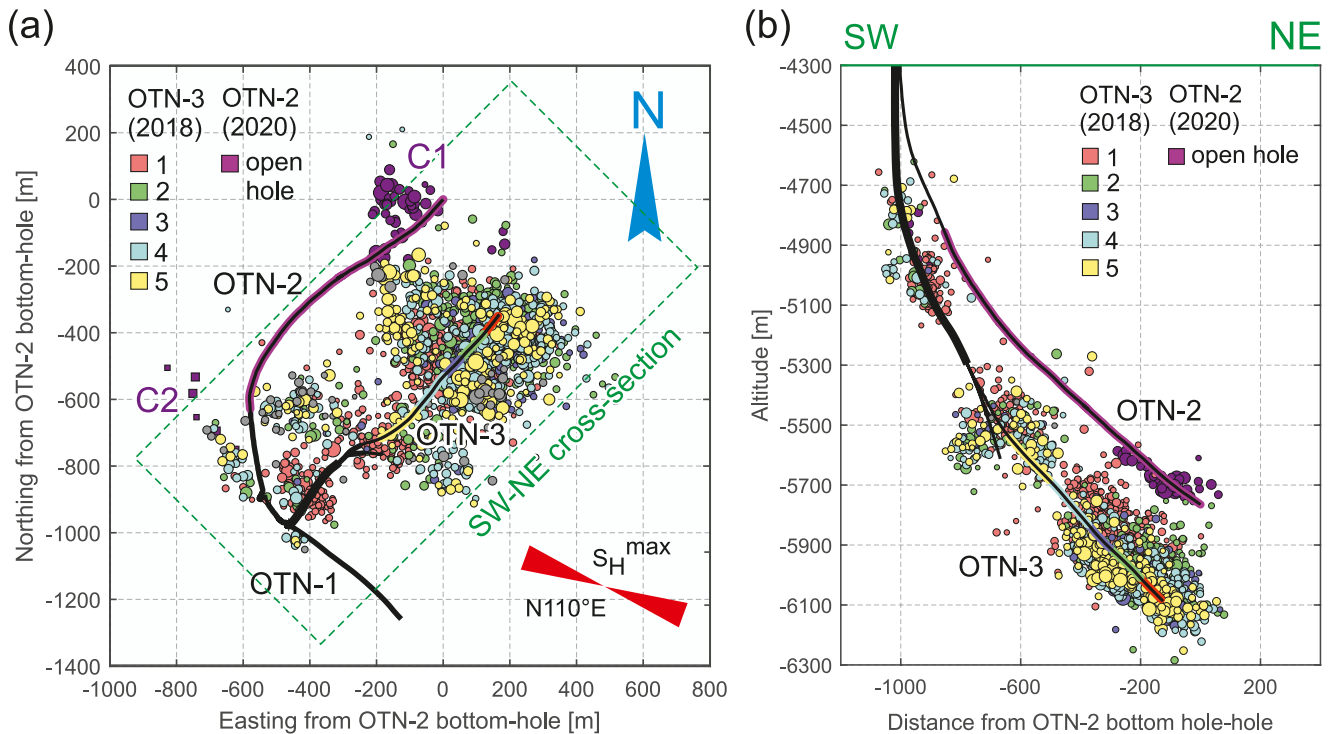 (a)
400
200
0
-200
-400
-600
-800
-1000
-1200
-1400
-1000
-800
-600
-400
-200
0
200
400
600
800
Northing from OTN-2 bottom-hole [m]
Easting from OTN-2 bottom-hole [m]
OTN-3
(2018)
1
2
3
4
5
OTN-2
(2020)
open
hole
C1
N
OTN-2
C2
OTN-3
SW-NE cross-section
OTN-1
SHmax
N110°E
(b)
SW
NE
-4300
-4500
-4700
-4900
-5100
-5300
-5500
-5700
-5900
-6100
-6300
-1000
-600
-200
200
Altitude [m]
Distance from OTN-2 bottom hole-hole
OTN-3
(2018)
1
2
3
4
5
OTN-2
(2020)
open hole
OTN-2
OTN-3